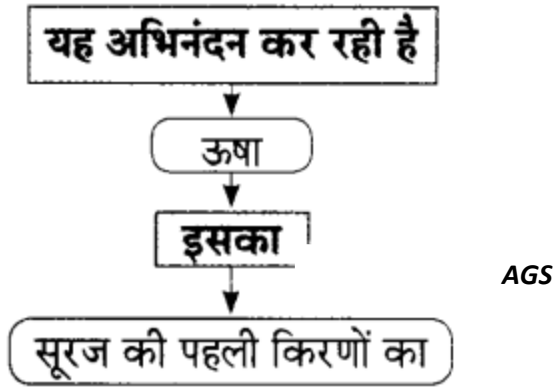 यह अभिनंदन कर रही है
ऊषा
इसका
AGS
सूरज की पहली किरणों का